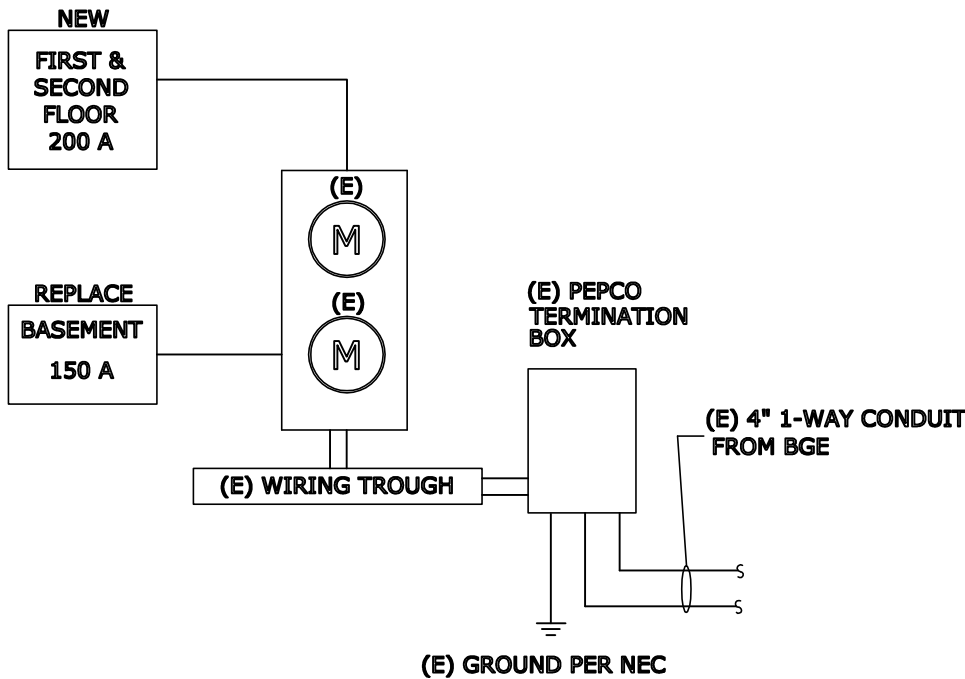 NEW
FIRST &
SECOND
FLOOR
200 A
(E)
M
(E)
M
REPLACE
BASEMENT
150 A
(E) PEPCO
TERMINATION
BOX
(E) 4" 1-WAY CONDUIT
FROM BGE
(E) WIRING TROUGH
(E) GROUND PER NEC